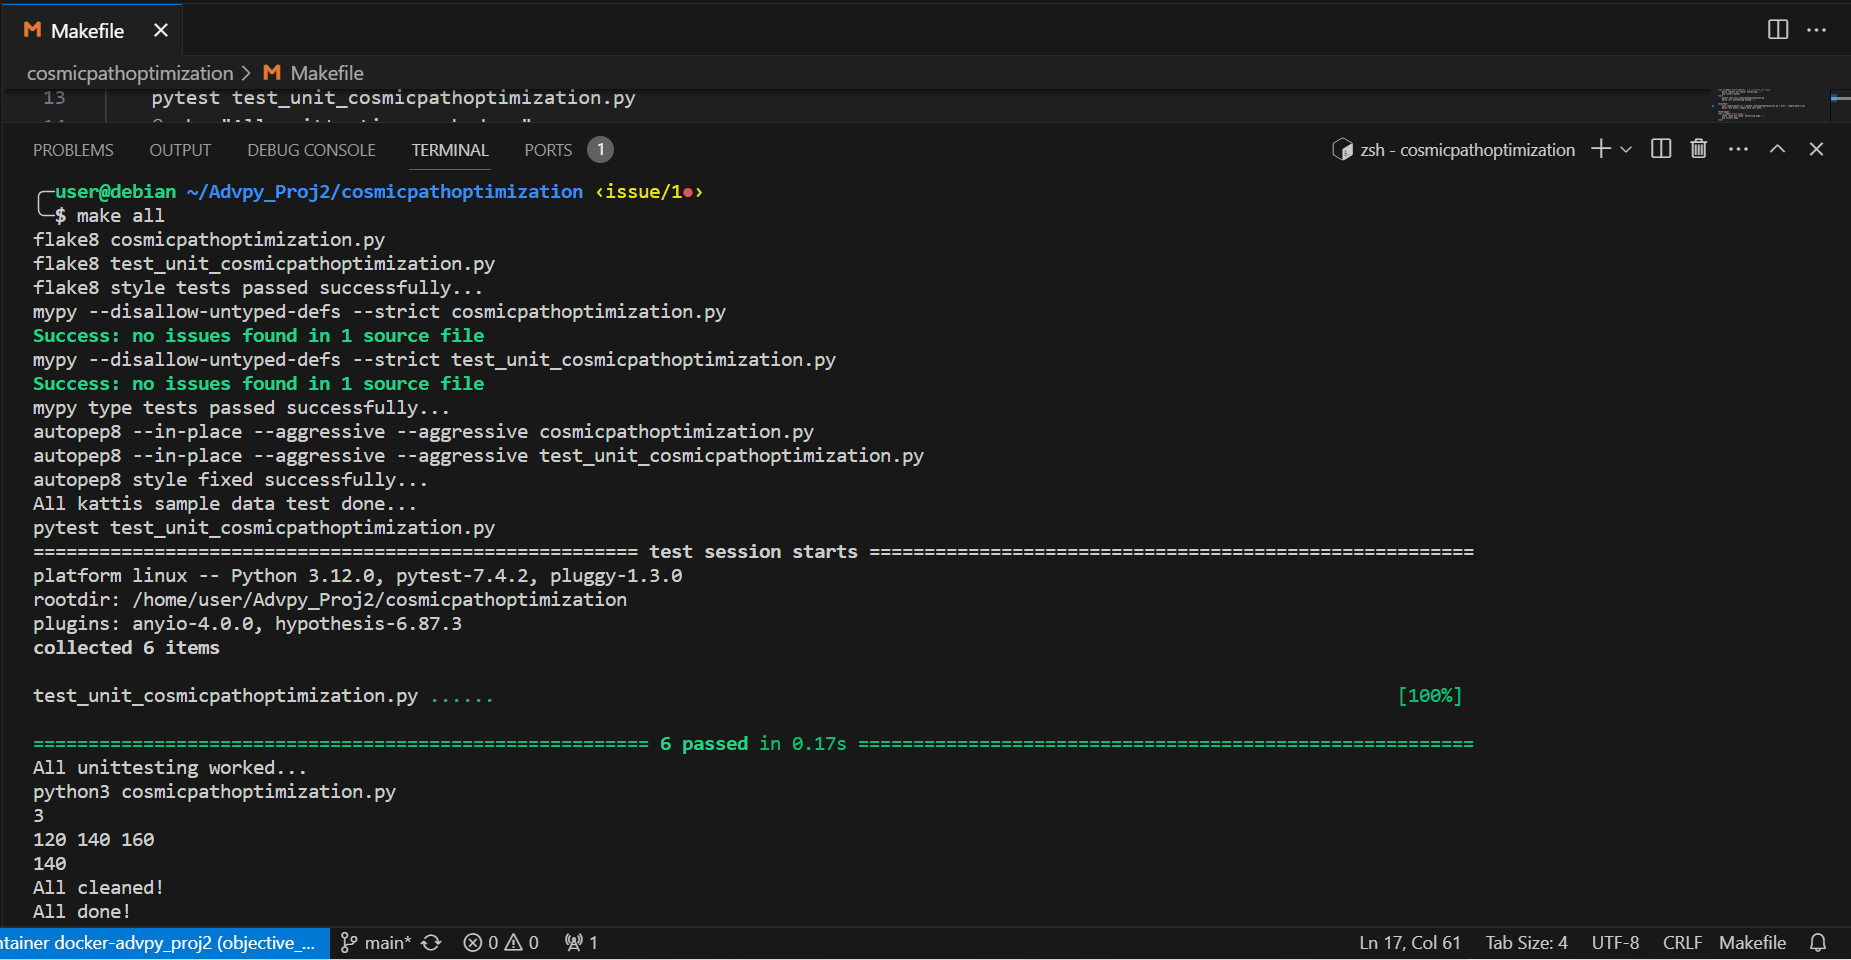 Makefile
cosmicpathoptimization > Makefile
13 pytest test_unit_cosmicpathoptimization.py
PROBLEMS OUTPUT DEBUG CONSOLE TERMINAL PORTS 1 zsh - cosmicpathoptimization
user@debian ~/Advpy_Proj2/cosmicpathoptimization ‹issue/1●›
$ make all
flake8 cosmicpathoptimization.py
flake8 test_unit_cosmicpathoptimization.py
flake8 style tests passed successfully...
mypy --disallow-untyped-defs --strict cosmicpathoptimization.py
Success: no issues found in 1 source file
mypy --disallow-untyped-defs --strict test_unit_cosmicpathoptimization.py
Success: no issues found in 1 source file
mypy type tests passed successfully...
autopep8 --in-place --aggressive --aggressive cosmicpathoptimization.py
autopep8 --in-place --aggressive --aggressive test_unit_cosmicpathoptimization.py
autopep8 style fixed successfully...
All kattis sample data test done...
pytest test_unit_cosmicpathoptimization.py
======================================================= test session starts =======================================================
platform linux -- Python 3.12.0, pytest-7.4.2, pluggy-1.3.0
rootdir: /home/user/Advpy_Proj2/cosmicpathoptimization
plugins: anyio-4.0.0, hypothesis-6.87.3
collected 6 items
test_unit_cosmicpathoptimization.py ...... [100%]
======================================================== 6 passed in 0.17s ========================================================
All unittesting worked...
python3 cosmicpathoptimization.py
3
120 140 160
140
All cleaned!
All done!
ntainer docker-advpy_proj2 (objective_... main* 0 0 1 Ln 17, Col 61 Tab Size: 4 UTF-8 CRLF Makefile